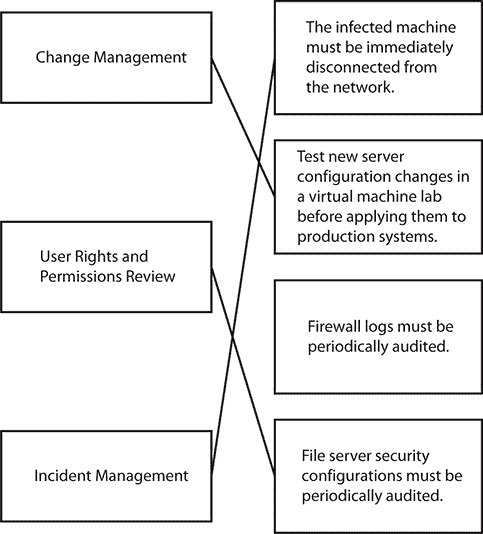 Change Management
User Rights and
Permissions Review
Incident Management
The infected machine
must be immediately
disconnected from
the network.
Test new server
configuration changes in
a virtual machine lab
before applying them to
production systems.
Firewall logs must be
periodically audited.
File server security
configurations must be
periodically audited.